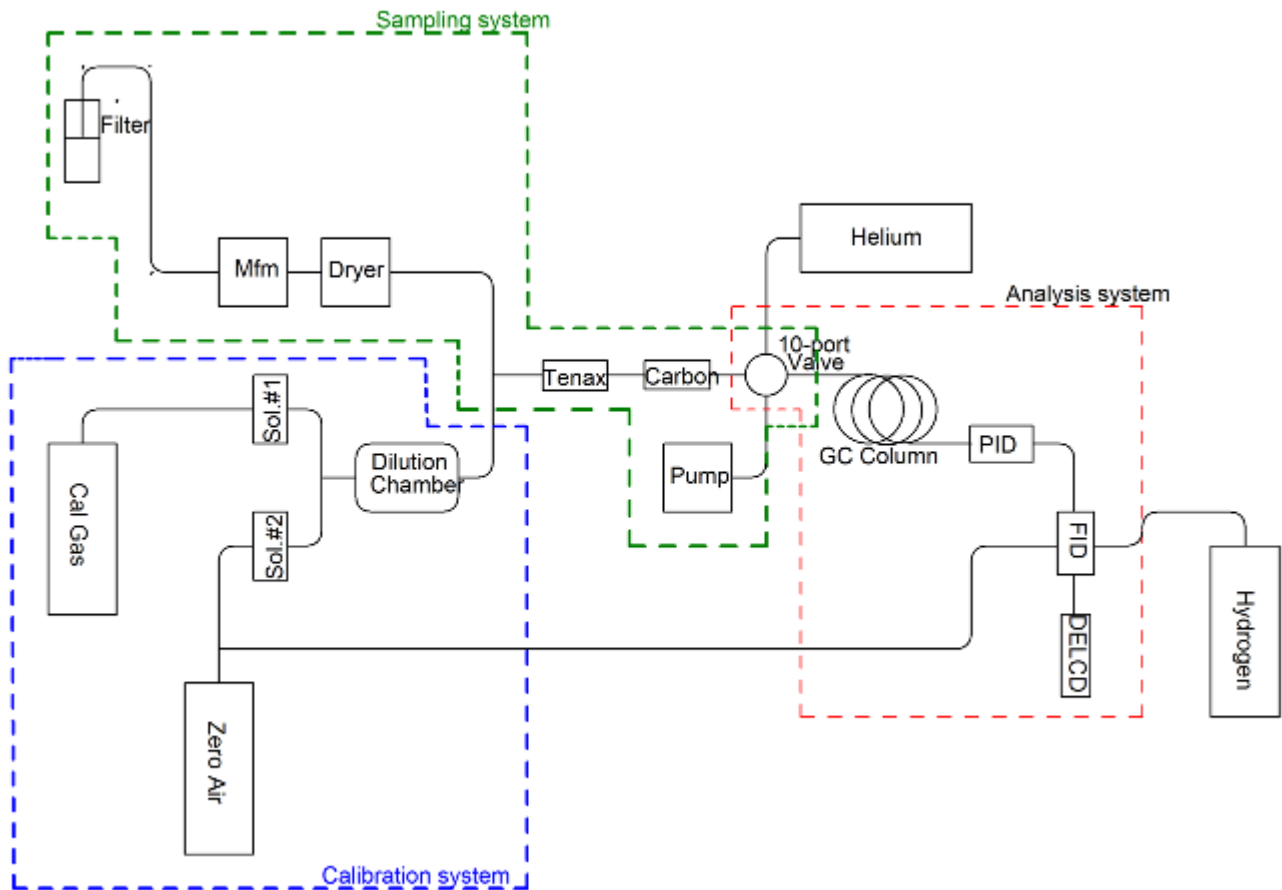 Sampling system
Filter
Mfm
Dryer
Helium
Analysis system
10-port
Valve
Tenax
Carbon
Sol.#1
GC Column
PID
Dilution
Chamber
Pump
Cal Gas
Sol.#2
FID
Hydrogen
DELCD
Zero Air
Calibration system